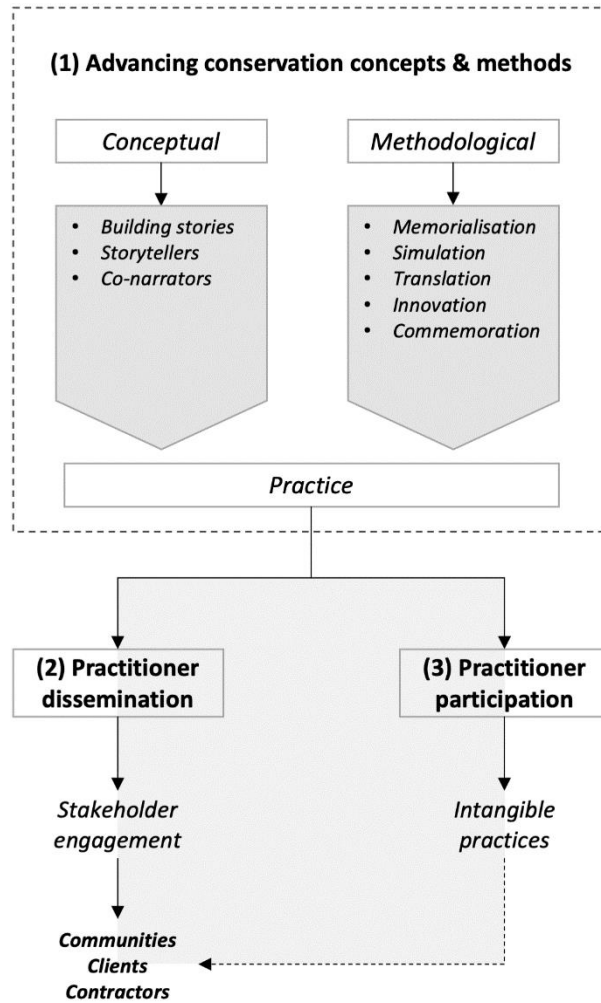 (1) Advancing conservation concepts & methods
Conceptual
• Building stories
• Storytellers
• Co-narrators
Methodological
• Memorialisation
• Simulation
• Translation
• Innovation
• Commemoration
Practice
(2) Practitioner
dissemination
(3) Practitioner
participation
Stakeholder
engagement
Intangible
practices
Communities
Clients
Contractors